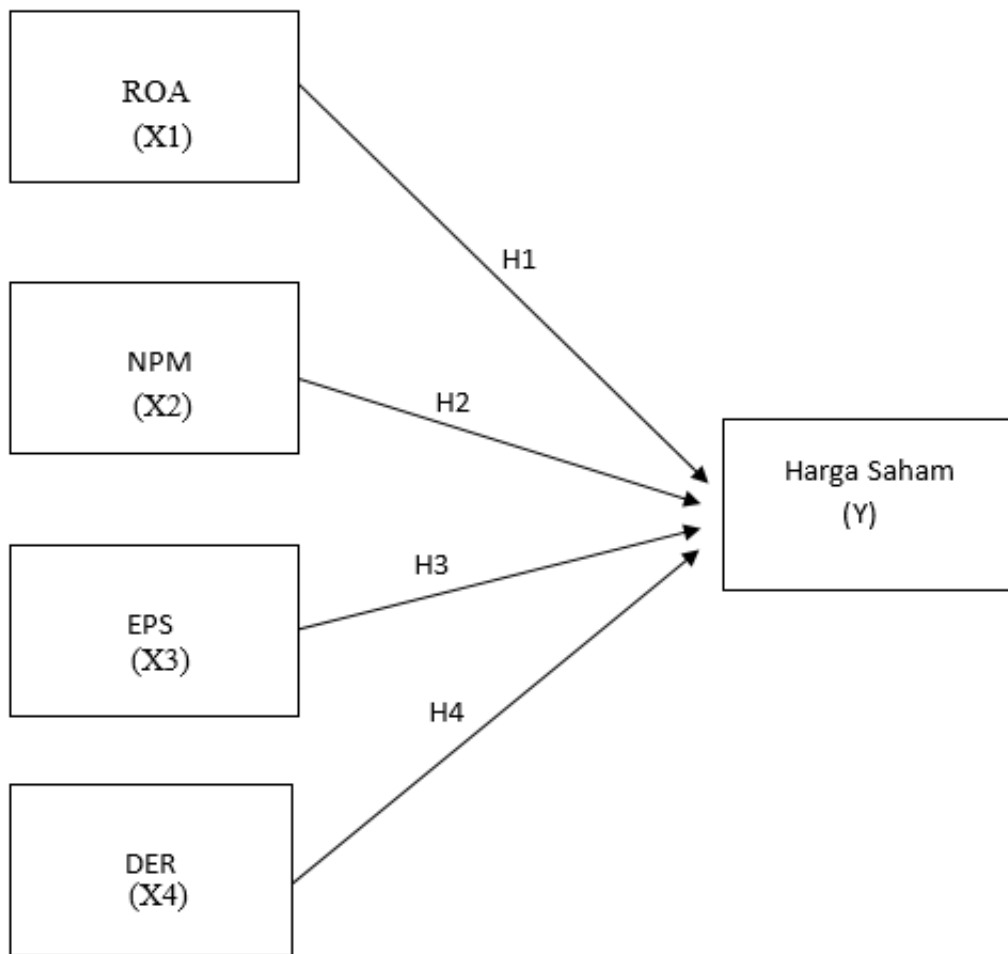 ROA
(X1)
H1
NPM
(X2)
H2
Harga Saham
(Y)
H3
EPS
(X3)
H4
DER
(X4)